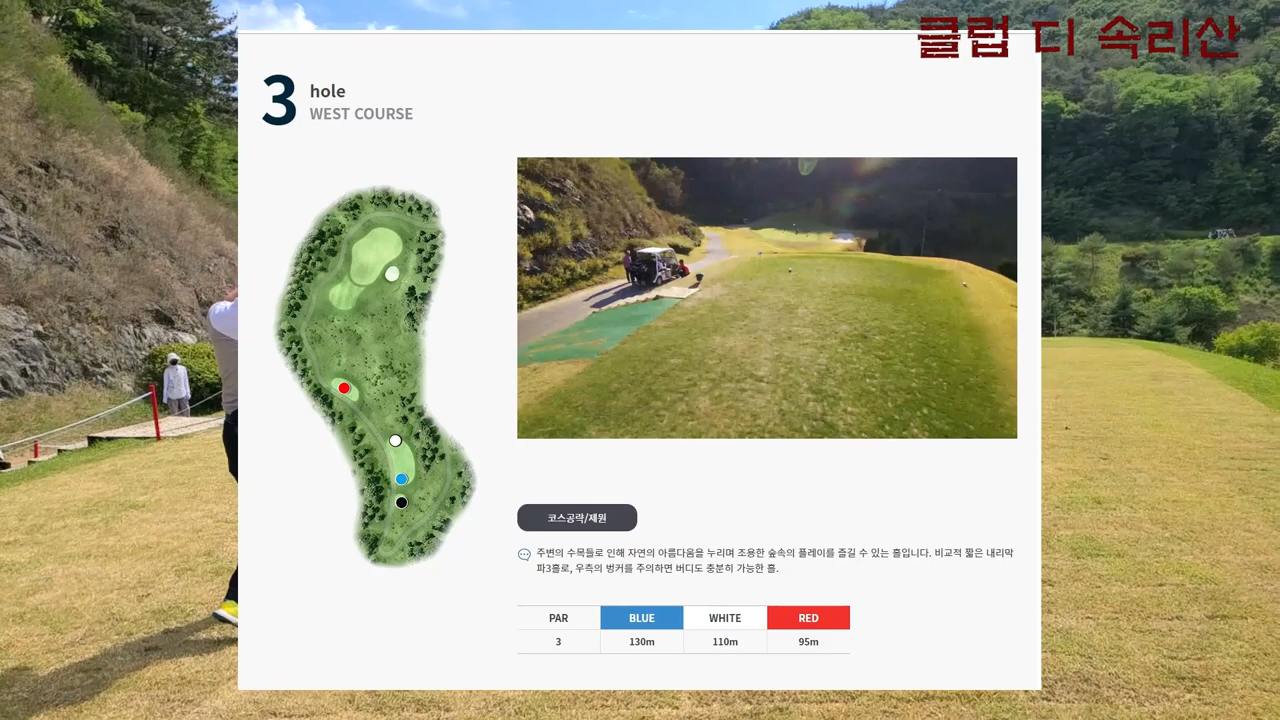 클럽 디 속리산
3
hole
WEST COURSE
코스공략/제원
주변의 수목들로 인해 자연의 아름다움을 누리며 조용한 숲속의 플레이를 즐길 수 있는 홀입니다. 비교적 짧은 내리막
파3홀로, 우측의 벙커를 주의하면 버디도 충분히 가능한 홀.
PAR BLUE WHITE RED
3 130m 110m 95m